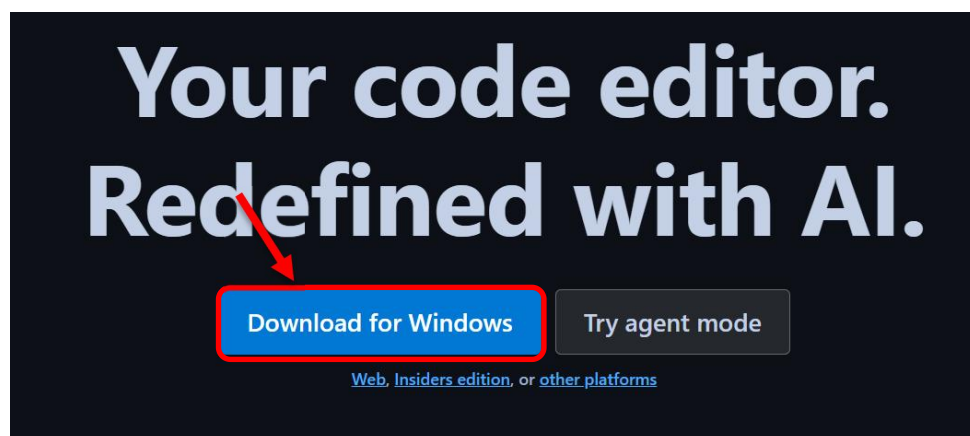 Your code editor.
Redefined with AI.
Download for Windows
Try agent mode
Web, Insiders edition, or other platforms